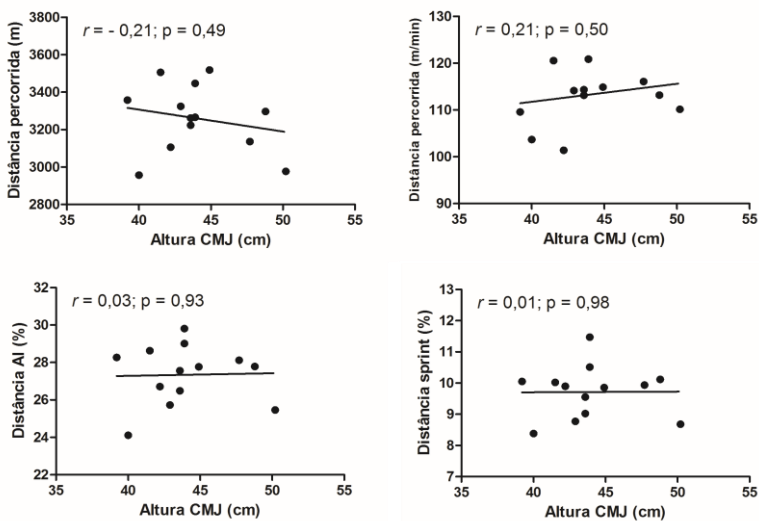 r = - 0,21; p = 0,49
Distância percorrida (m)
3800
3600
3400
3200
3000
2800
35 40 45 50 55
Altura CMJ (cm)
r = 0,21; p = 0,50
Distância percorrida (m/min)
130
120
110
100
90
35 40 45 50 55
Altura CMJ (cm)
r = 0,03; p = 0,93
Distância AI (%)
32
30
28
26
24
22
35 40 45 50 55
Altura CMJ (cm)
r = 0,01; p = 0,98
Distância sprint (%)
13
12
11
10
9
8
7
35 40 45 50 55
Altura CMJ (cm)